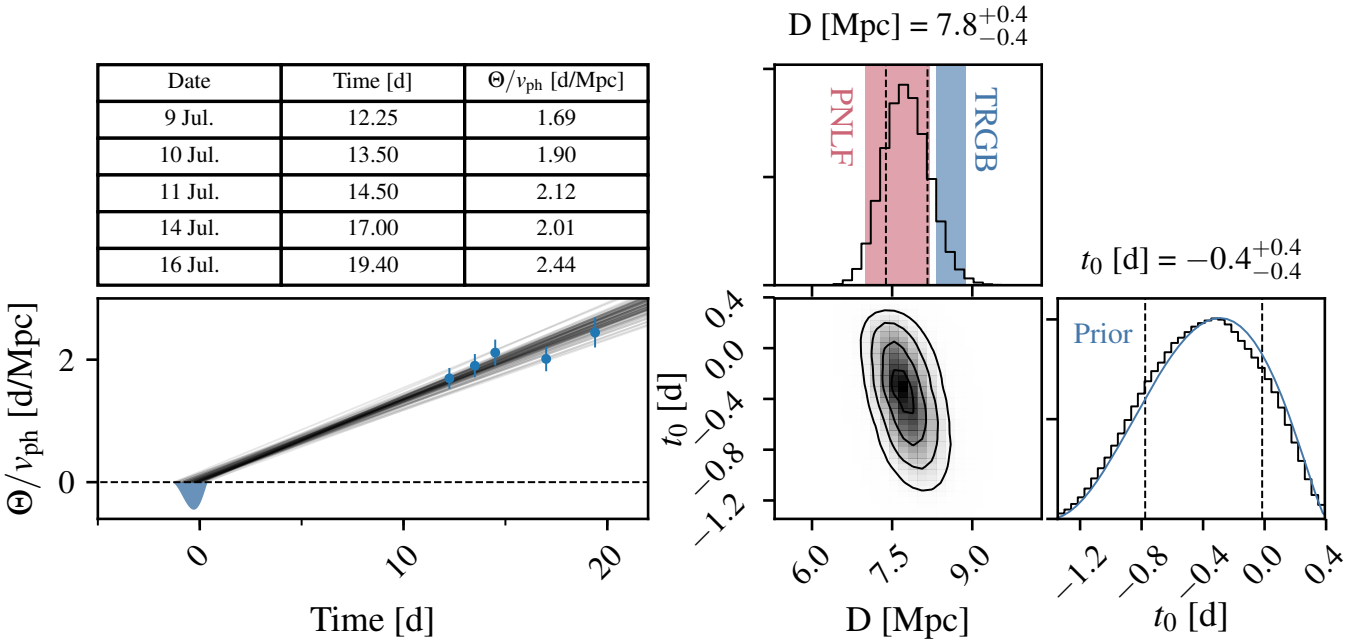 D [Mpc] = 7.8^{+0.4}_{-0.4}
Date Time [d] Θ/v_ph [d/Mpc]
9 Jul. 12.25 1.69
10 Jul. 13.50 1.90
11 Jul. 14.50 2.12
14 Jul. 17.00 2.01
16 Jul. 19.40 2.44
PNLF
TRGB
t_0 [d] = −0.4^{+0.4}_{-0.4}
Θ/v_ph [d/Mpc]
2
0
0 10 20
Time [d]
t_0 [d]
0.4
0.0
−0.4
−0.8
−1.2
6.0 7.5 9.0
D [Mpc]
Prior
−1.2 −0.8 −0.4 0.0 0.4
t_0 [d]